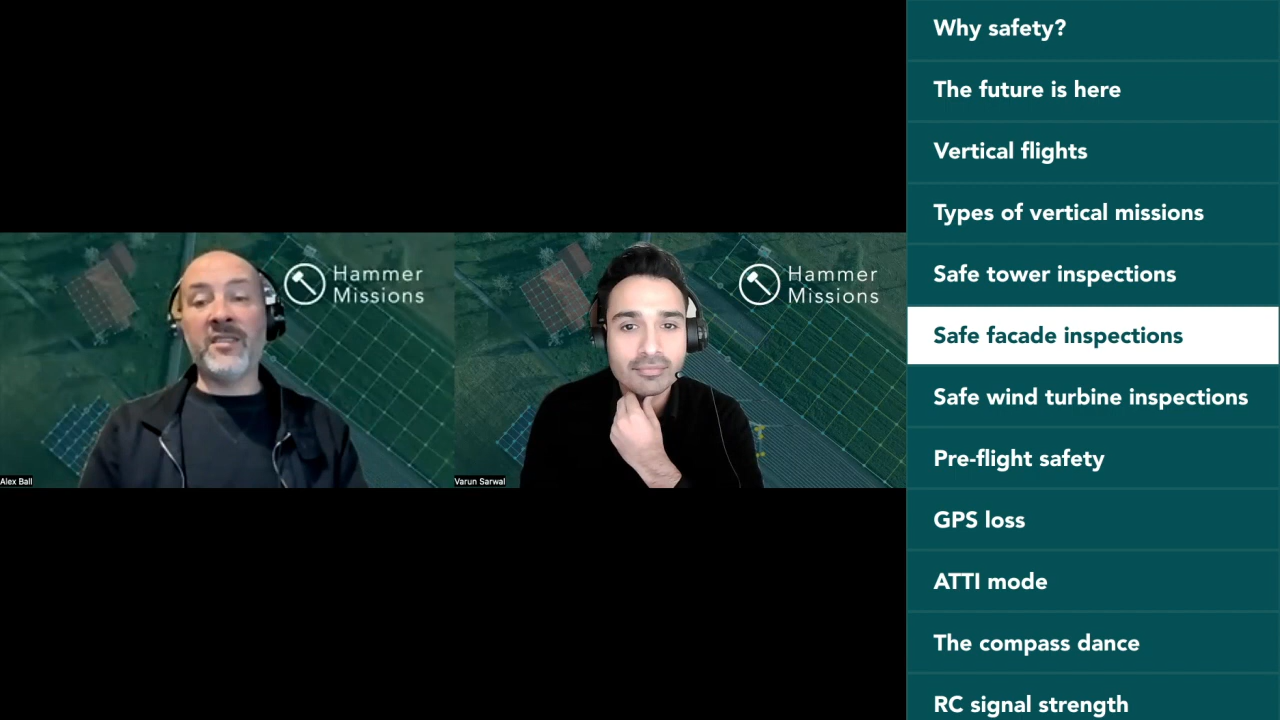 Hammer
Missions
Alex Ball
Hammer
Missions
Varun Sarwal
Why safety?
The future is here
Vertical flights
Types of vertical missions
Safe tower inspections
Safe facade inspections
Safe wind turbine inspections
Pre-flight safety
GPS loss
ATTI mode
The compass dance
RC signal strength